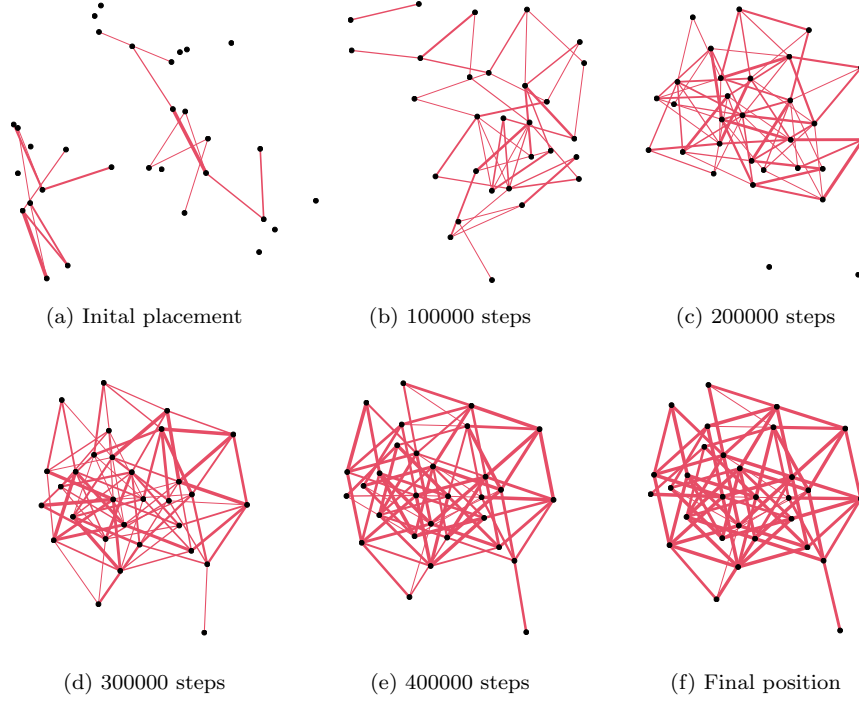 (a) Inital placement
(b) 100000 steps
(c) 200000 steps
(d) 300000 steps
(e) 400000 steps
(f) Final position